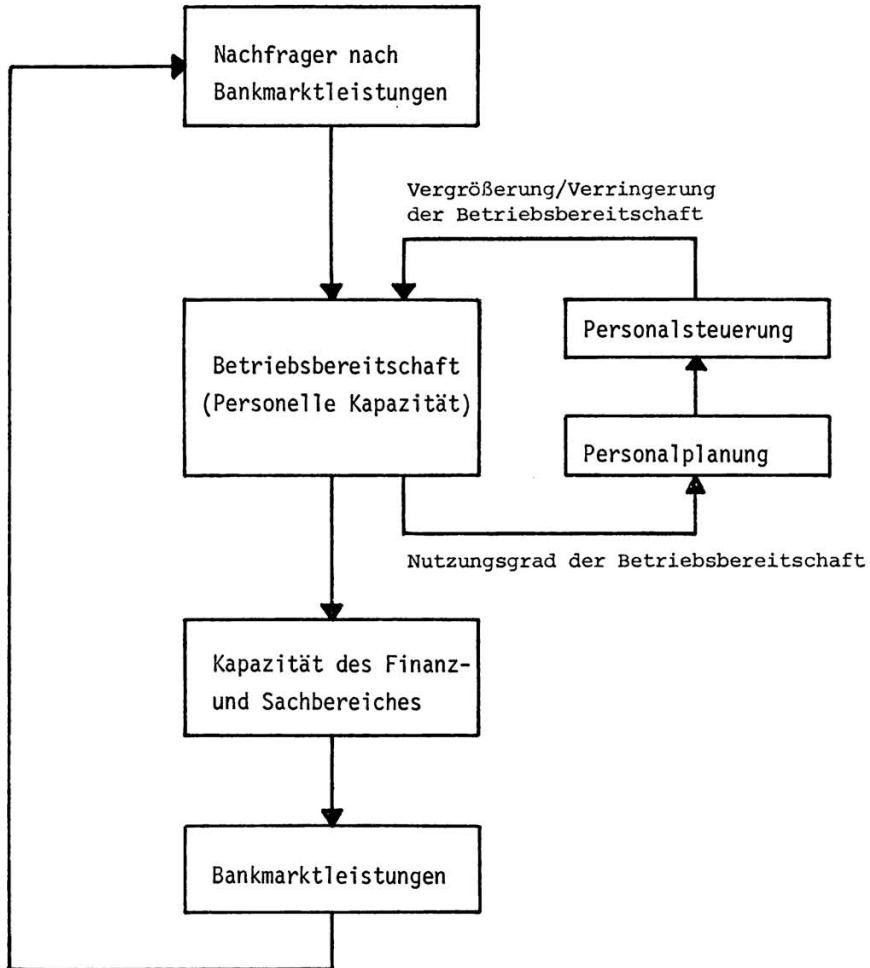 Nachfrager nach
Bankmarktleistungen
Vergrößerung/Verringerung
der Betriebsbereitschaft
Betriebsbereitschaft
(Personelle Kapazität)
Personalsteuerung
Personalplanung
Nutzungsgrad der Betriebsbereitschaft
Kapazität des Finanz-
und Sachbereiches
Bankmarktleistungen